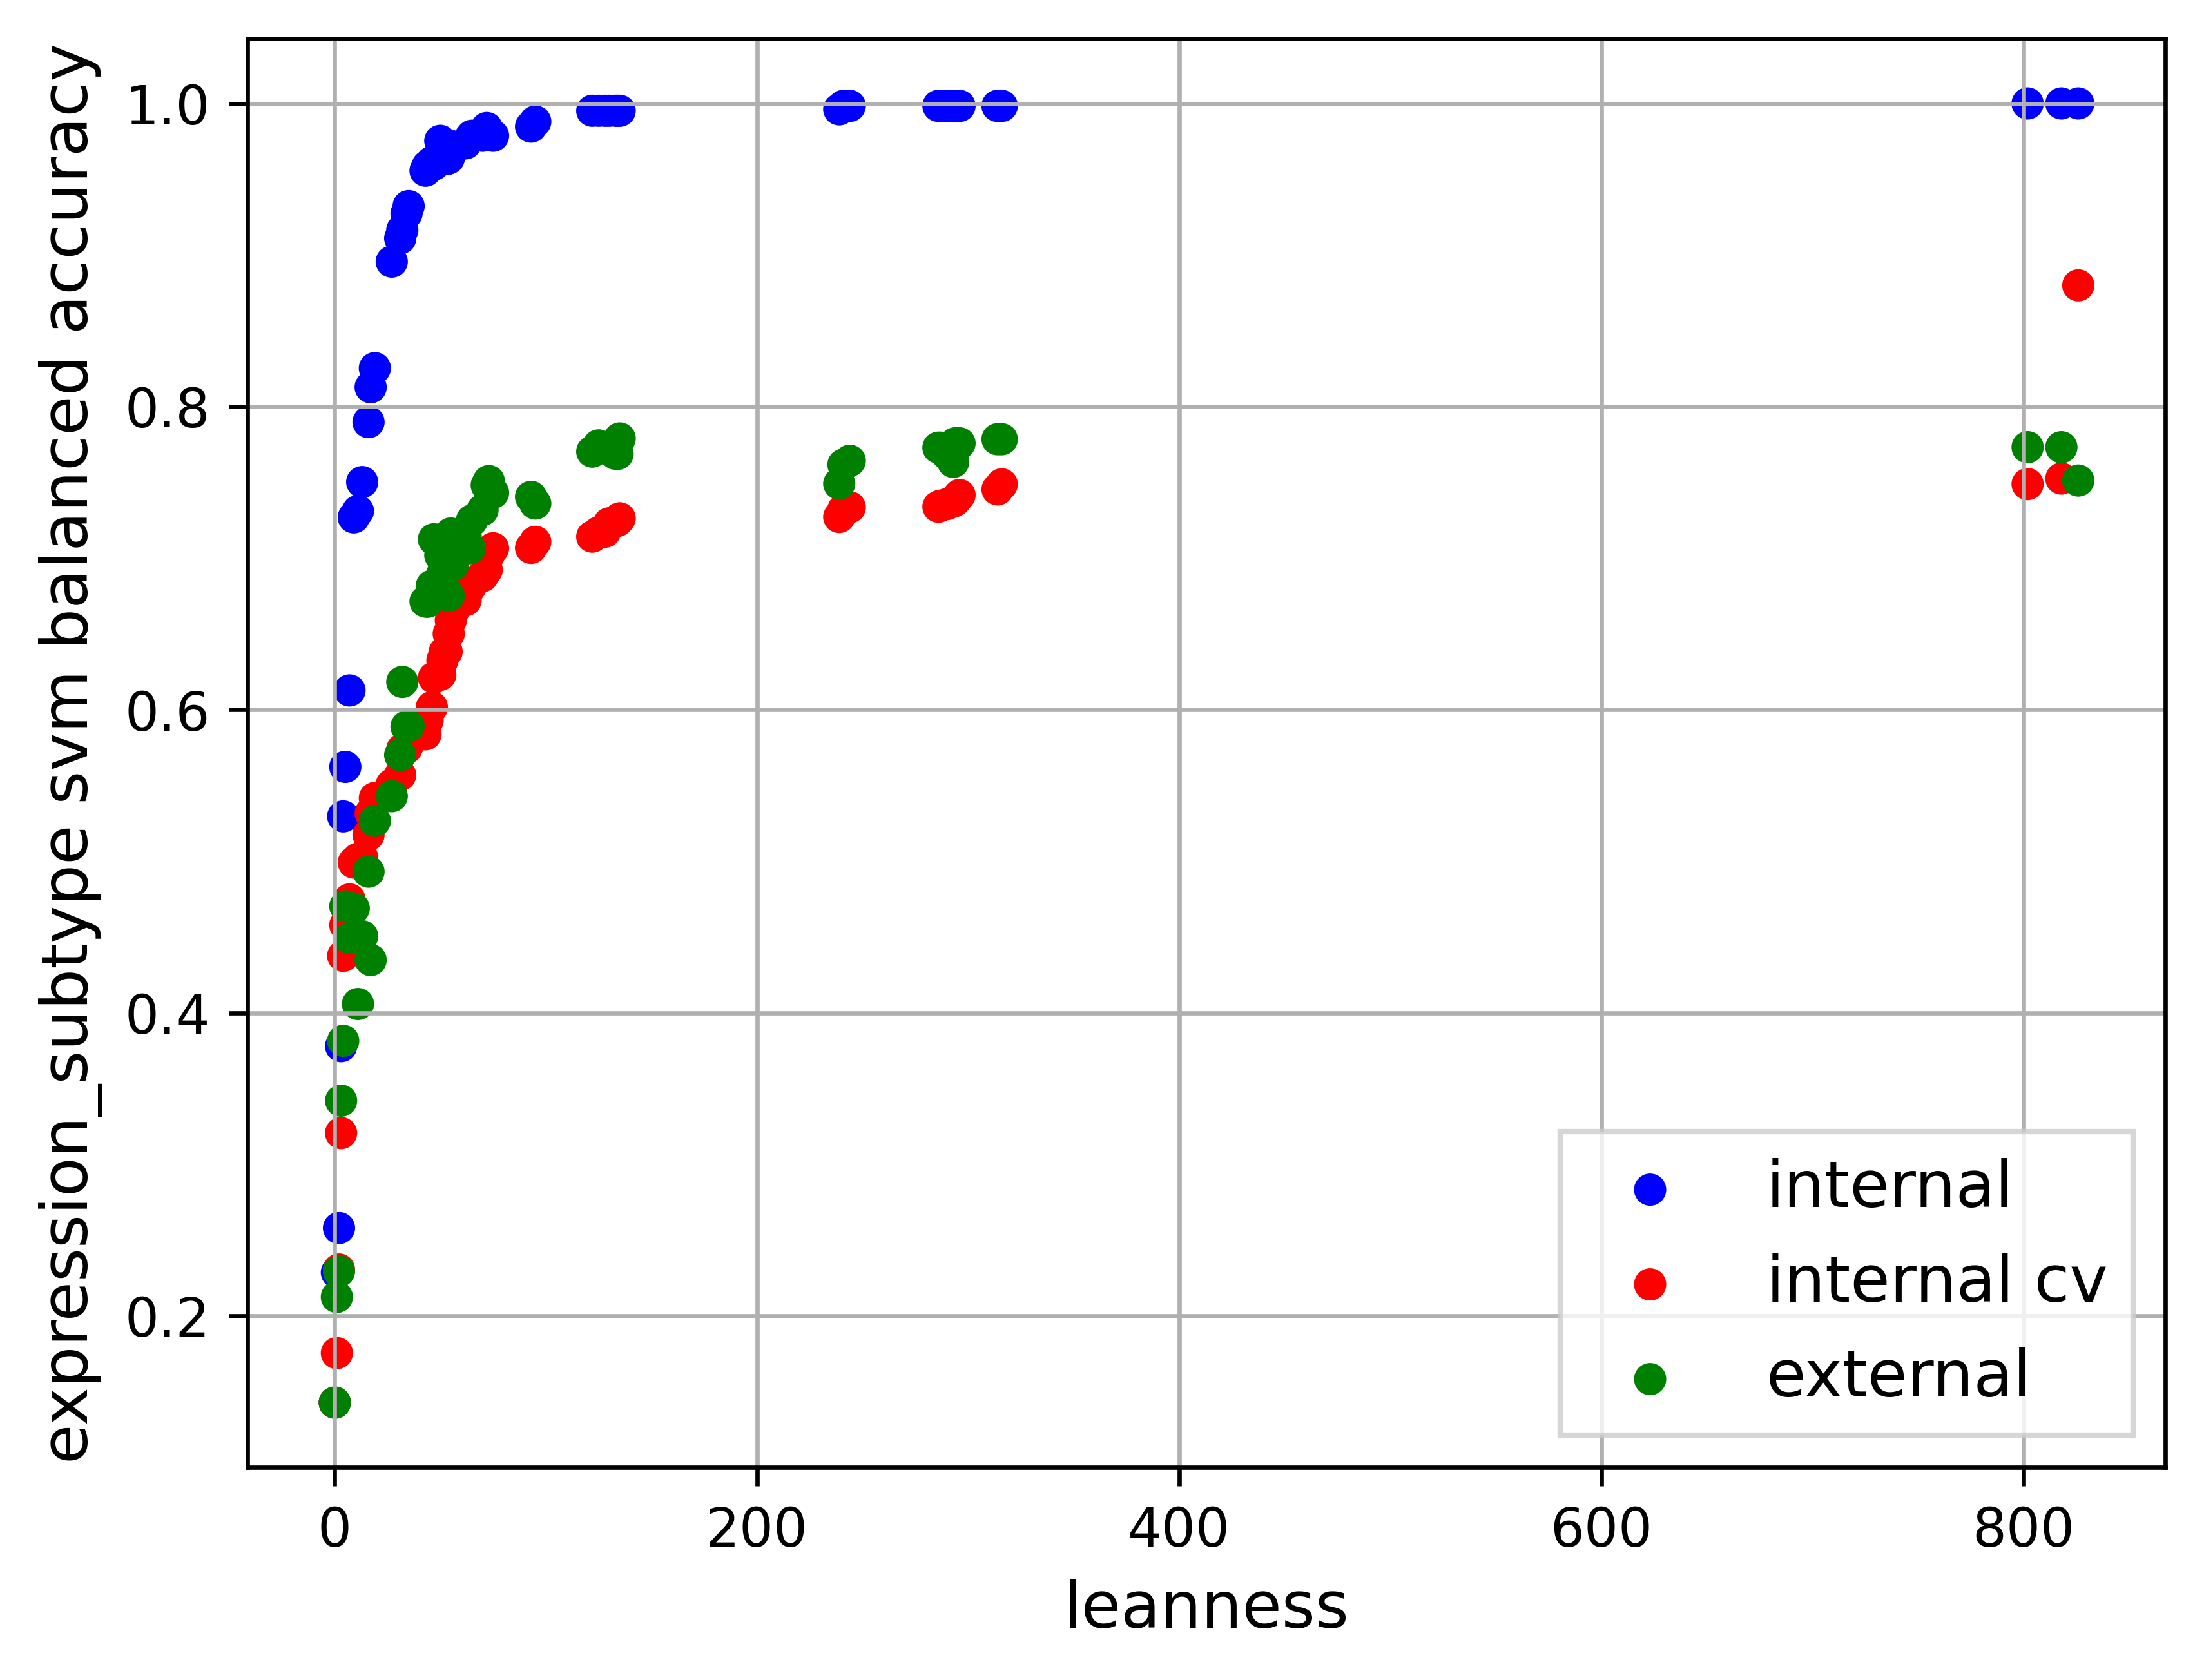 expression_subtype svm balanced accuracy
1.0
0.8
0.6
0.4
0.2
0
200
400
600
800
leanness
internal
internal cv
external